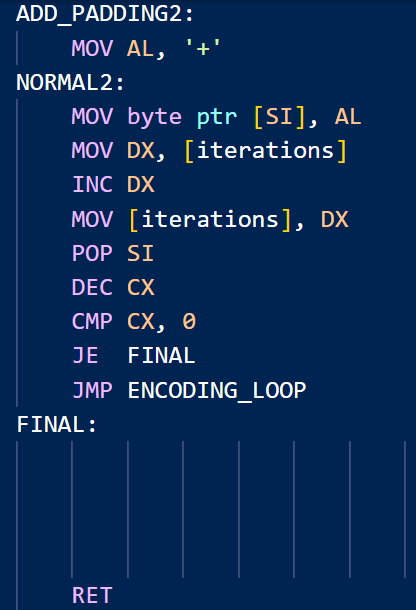 ADD_PADDING2:
MOV AL, '+'
NORMAL2:
MOV byte ptr [SI], AL
MOV DX, [iterations]
INC DX
MOV [iterations], DX
POP SI
DEC CX
CMP CX, 0
JE FINAL
JMP ENCODING_LOOP
FINAL:
RET